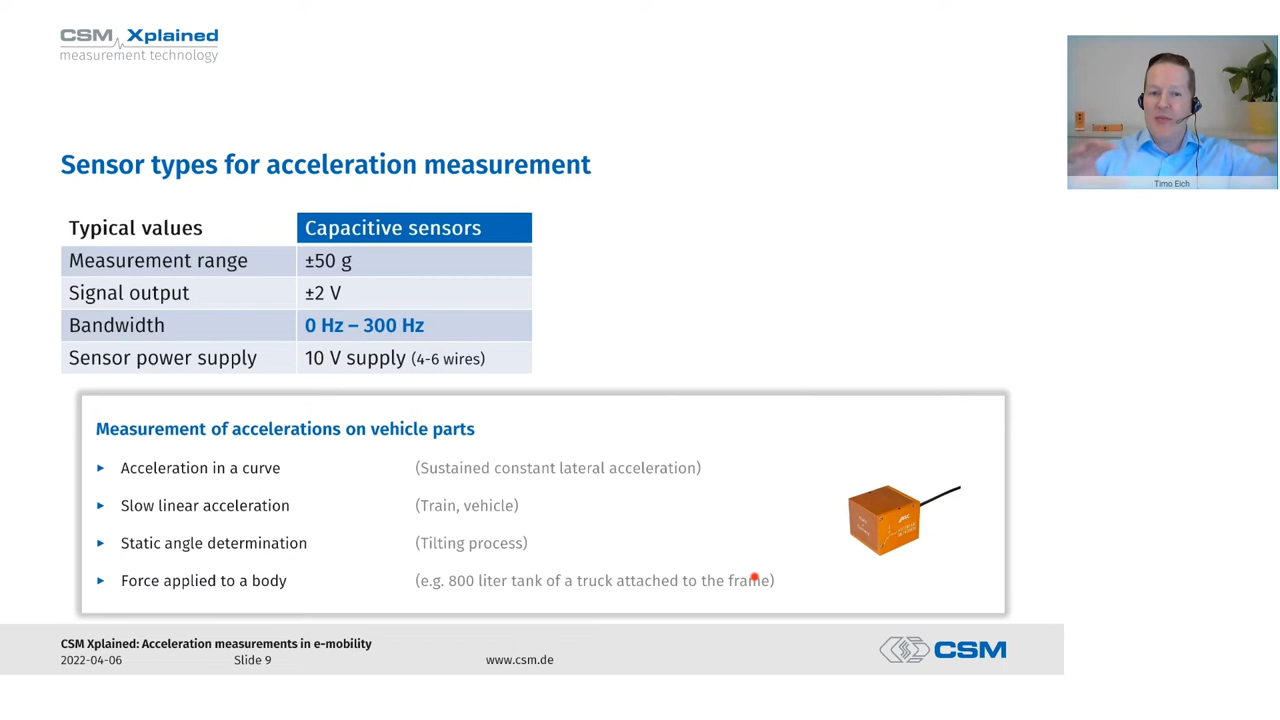 CSM Xplained
measurement technology
Timo Eich
Sensor types for acceleration measurement
Typical values Capacitive sensors
Measurement range ±50 g
Signal output ±2 V
Bandwidth 0 Hz – 300 Hz
Sensor power supply 10 V supply (4-6 wires)
Measurement of accelerations on vehicle parts
► Acceleration in a curve (Sustained constant lateral acceleration)
► Slow linear acceleration (Train, vehicle)
► Static angle determination (Tilting process)
► Force applied to a body (e.g. 800 liter tank of a truck attached to the frame)
CSM Xplained: Acceleration measurements in e-mobility
2022-04-06 Slide 9 www.csm.de
CSM